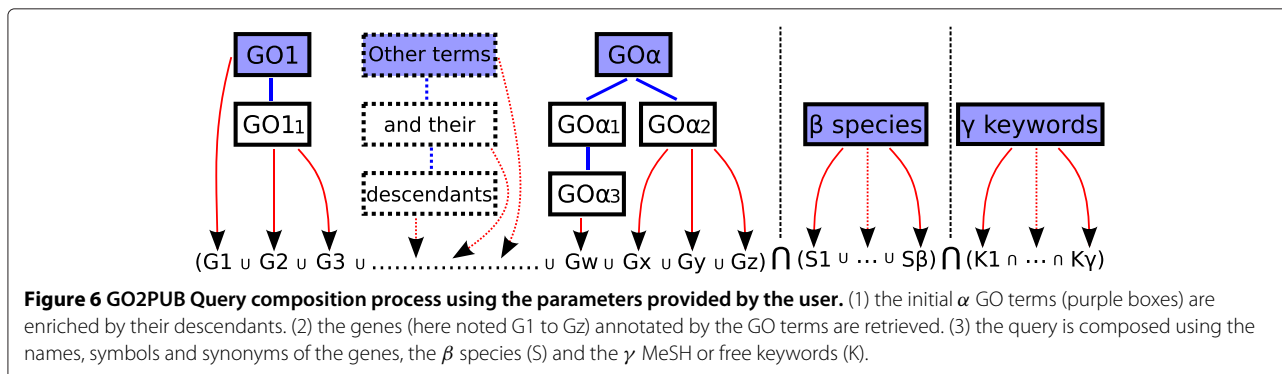 GO1 Other terms GOα
GO1₁ and their GOα1 GOα2 β species γ keywords
descendants GOα3
(G1 ∪ G2 ∪ G3 ∪ ........................ ∪ Gw ∪ Gx ∪ Gy ∪ Gz) ⋂ (S1 ∪ ... ∪ Sβ) ⋂ (K1 ∩ ... ∩ Kγ)
Figure 6 GO2PUB Query composition process using the parameters provided by the user. (1) the initial α GO terms (purple boxes) are
enriched by their descendants. (2) the genes (here noted G1 to Gz) annotated by the GO terms are retrieved. (3) the query is composed using the
names, symbols and synonyms of the genes, the β species (S) and the γ MeSH or free keywords (K).